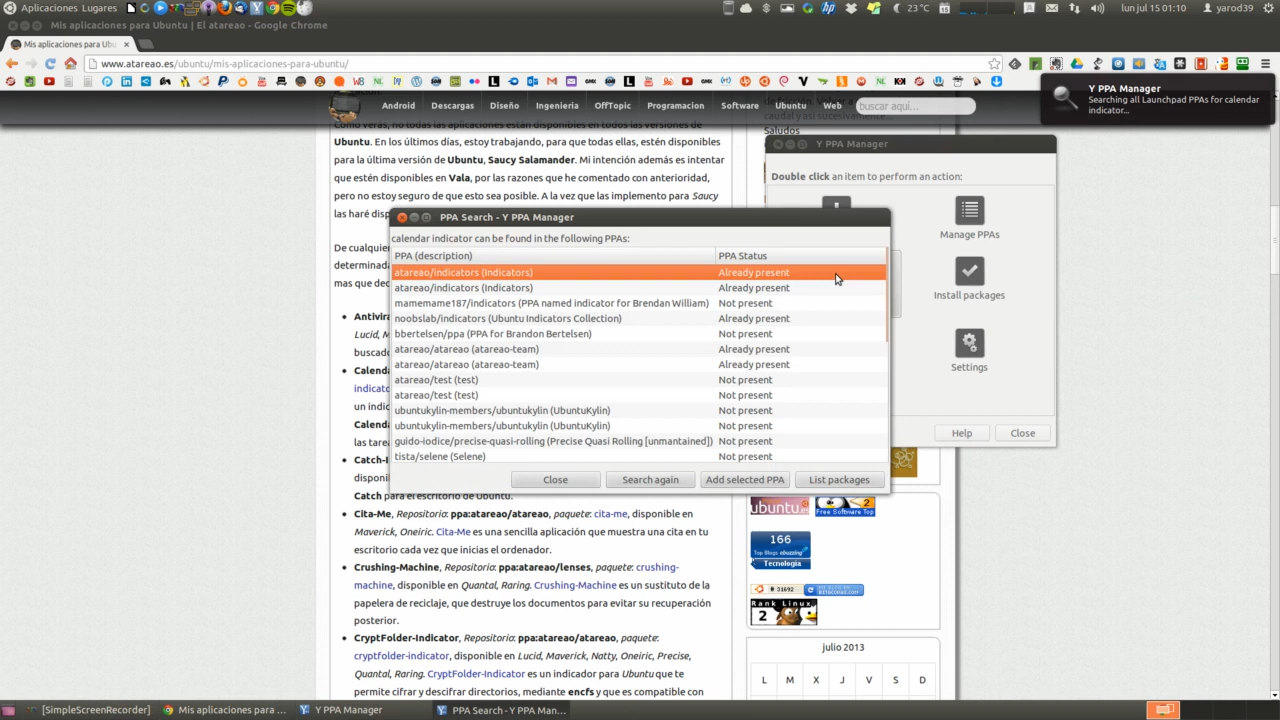 Aplicaciones Lugares
23 °C
lun jul 15 01:10
yarod39
Mis aplicaciones para Ubuntu | El atareao - Google Chrome
Mis aplicaciones para Ubu
www.atareao.es/ubuntu/mis-aplicaciones-para-ubuntu/
Y PPA Manager
Searching all Launchpad PPAs for calendar
indicator...
Android Descargas Diseño Ingenieria OffTopic Programacion Software Ubuntu Web buscar aquí...
Como verás, no todas las aplicaciones están disponibles en todas las versiones de
Ubuntu. En los últimos días, estoy trabajando, para que todas ellas, estén disponibles
para la última versión de Ubuntu, Saucy Salamander. Mi intención además es intentar
que estén disponibles en Vala, por las razones que he comentado con anterioridad,
pero no estoy seguro de que esto sea posible. A la vez que las implemento para Saucy
las haré disp
De cualquier
determinada
mas que dec
caudal y así sucesivamente.
Saludos
Y PPA Manager
Double click an item to perform an action:
Manage PPAs
Install packages
Settings
Help
Close
PPA Search - Y PPA Manager
calendar indicator can be found in the following PPAs:
PPA (description) PPA Status
atareao/indicators (Indicators) Already present
atareao/indicators (Indicators) Already present
mamemame187/indicators (PPA named indicator for Brendan William) Not present
noobslab/indicators (Ubuntu Indicators Collection) Already present
bbertelsen/ppa (PPA for Brandon Bertelsen) Not present
atareao/atareao (atareao-team) Already present
atareao/atareao (atareao-team) Already present
atareao/test (test) Not present
atareao/test (test) Not present
ubuntukylin-members/ubuntukylin (UbuntuKylin) Not present
ubuntukylin-members/ubuntukylin (UbuntuKylin) Not present
guido-iodice/precise-quasi-rolling (Precise Quasi Rolling [unmantained]) Not present
tista/selene (Selene) Not present
Close
Search again
Add selected PPA
List packages
Antivira
Lucid, M
buscado
Calenda
indicato
un indic
Calenda
las tarea
Catch-I
disponi
Catch para el escritorio de Ubuntu.
Cita-Me, Repositorio: ppa:atareao/atareao, paquete: cita-me, disponible en
Maverick, Oneiric. Cita-Me es una sencilla aplicación que muestra una cita en tu
escritorio cada vez que inicias el ordenador.
Crushing-Machine, Repositorio: ppa:atareao/lenses, paquete: crushing-
machine, disponible en Quantal, Raring. Crushing-Machine es un sustituto de la
papelera de reciclaje, que destruye los documentos para evitar su recuperación
posterior.
CryptFolder-Indicator, Repositorio: ppa:atareao/atareao, paquete:
cryptfolder-indicator, disponible en Lucid, Maverick, Natty, Oneiric, Precise,
Quantal, Raring. CryptFolder-Indicator es un indicador para Ubuntu que te
permite cifrar y descifrar directorios, mediante encfs y que es compatible con
ubuntu
Free Software Top
2
166
Top Blogs ebuzzing
Tecnología
# 31692
Rank Linux
2
julio 2013
L M X J V S D
[SimpleScreenRecorder]
Mis aplicaciones para ...
Y PPA Manager
PPA Search - Y PPA Man...